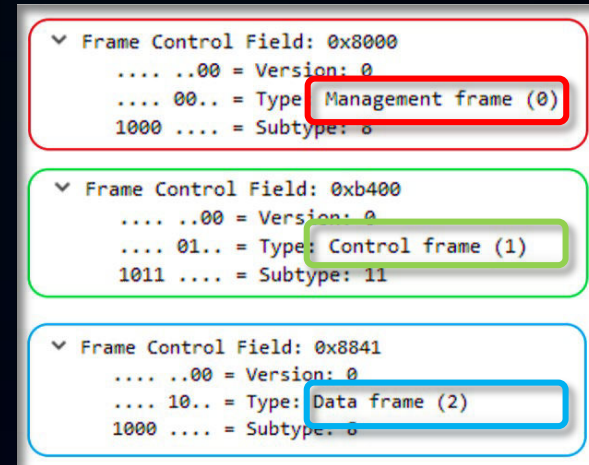 Frame Control Field: 0x8000
.... ..00 = Version: 0
.... 00.. = Type: Management frame (0)
1000 .... = Subtype: 8
Frame Control Field: 0xb400
.... ..00 = Version: 0
.... 01.. = Type: Control frame (1)
1011 .... = Subtype: 11
Frame Control Field: 0x8841
.... ..00 = Version: 0
.... 10.. = Type: Data frame (2)
1000 .... = Subtype: 8